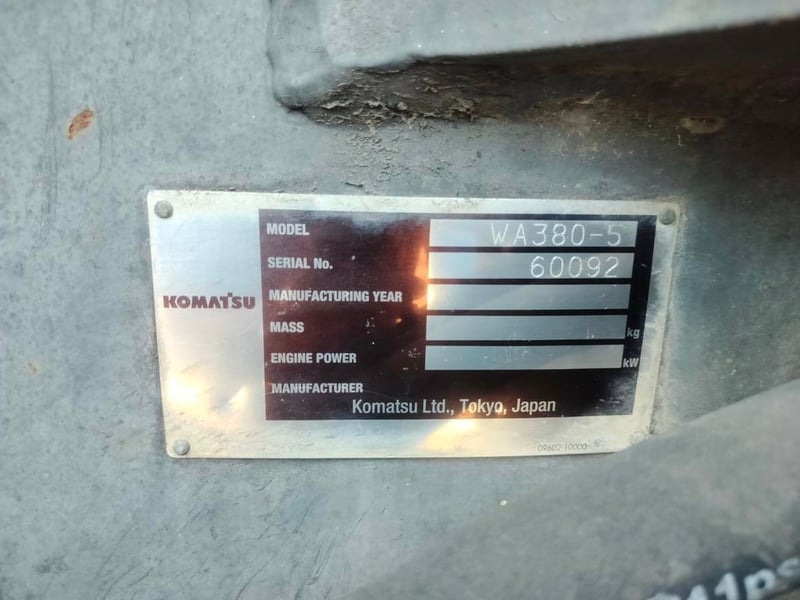 MODEL WA380-5
SERIAL No. 60092
KOMATSU
MANUFACTURING YEAR
MASS kg
ENGINE POWER kW
MANUFACTURER
Komatsu Ltd., Tokyo, Japan
09602-10000